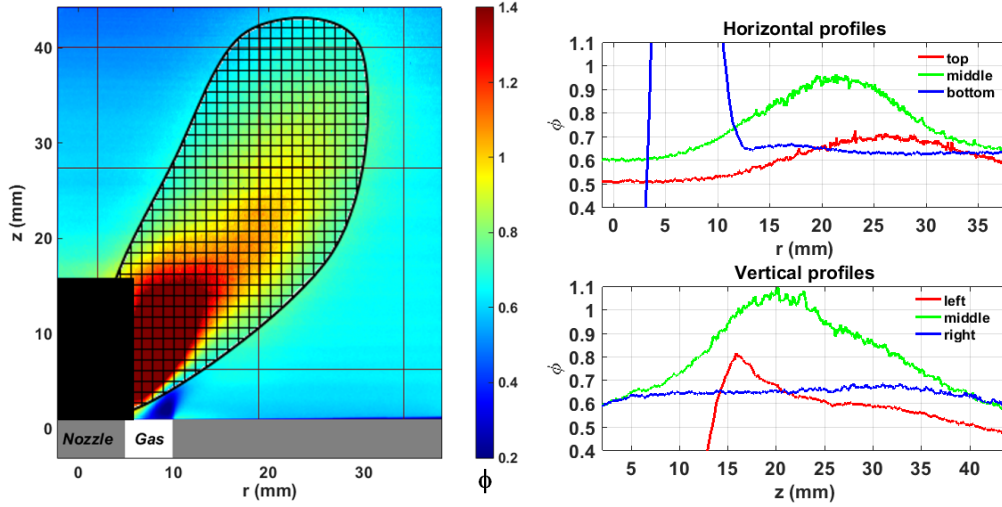 40
30
20
10
0
z (mm)
Nozzle
Gas
0 10 20 30
r (mm)
1.4
1.2
1
0.8
0.6
0.4
0.2
ϕ
Horizontal profiles
1.1
1.0
0.9
0.8
0.7
0.6
0.5
0.4
ϕ
top
middle
bottom
0 5 10 15 20 25 30 35
r (mm)
Vertical profiles
1.1
1.0
0.9
0.8
0.7
0.6
0.5
0.4
ϕ
left
middle
right
5 10 15 20 25 30 35 40
z (mm)